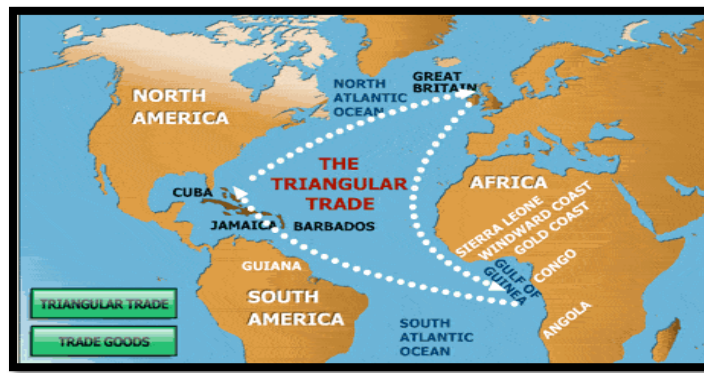 NORTH
AMERICA
NORTH
ATLANTIC
OCEAN
GREAT
BRITAIN
THE
TRIANGULAR
TRADE
CUBA
JAMAICA
BARBADOS
AFRICA
SIERRA LEONE
WINDWARD COAST
GOLD COAST
GULF OF
GUINEA
CONGO
ANGOLA
GUIANA
SOUTH
AMERICA
SOUTH
ATLANTIC
OCEAN
TRIANGULAR TRADE
TRADE GOODS